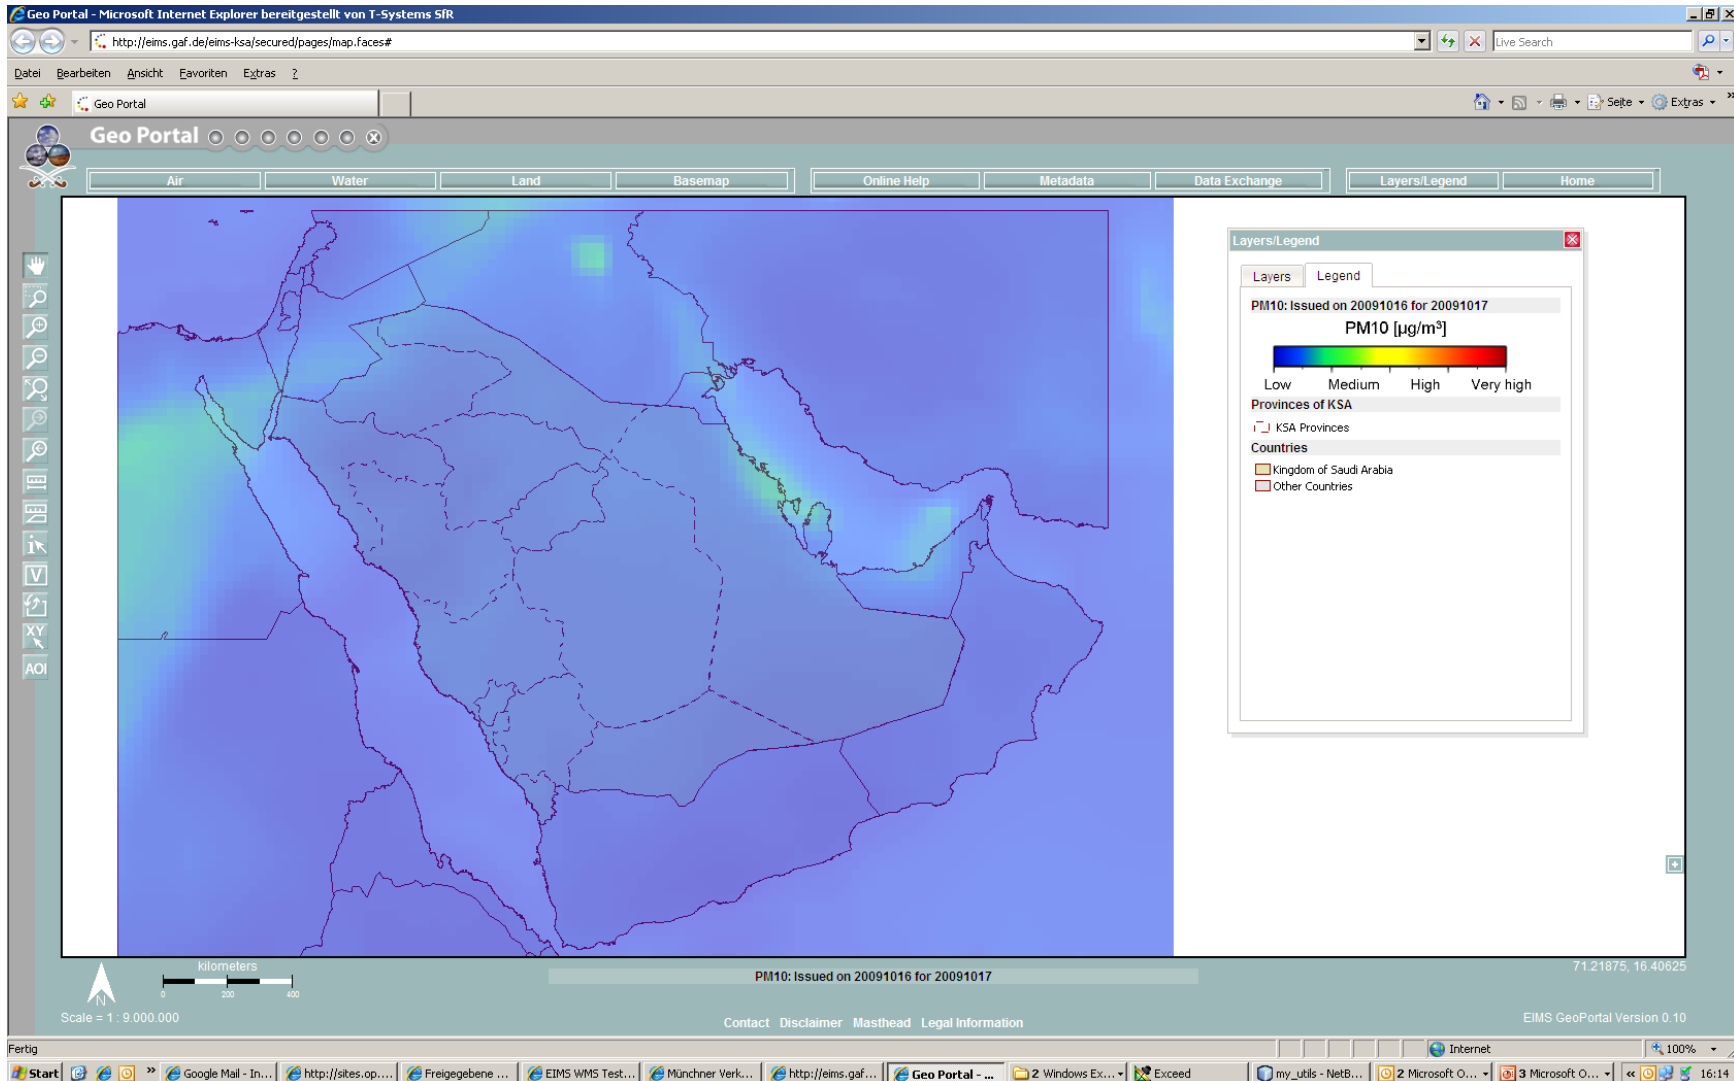 Geo Portal - Microsoft Internet Explorer bereitgestellt von T-Systems SfR
http://eims.gaf.de/eims-ksa/secured/pages/map.faces#
Live Search
Datei Bearbeiten Ansicht Favoriten Extras ?
Geo Portal
Seite Extras »
Geo Portal
Air Water Land Basemap Online Help Metadata Data Exchange Layers/Legend Home
Layers/Legend
Layers Legend
PM10: Issued on 20091016 for 20091017
PM10 [µg/m³]
Low Medium High Very high
Provinces of KSA
KSA Provinces
Countries
Kingdom of Saudi Arabia
Other Countries
i
V
XY
AOI
kilometers
0 200 400
N
Scale = 1 : 9.000.000
PM10: Issued on 20091016 for 20091017
71.21875, 16.40625
Contact Disclaimer Masthead Legal Information
EIMS GeoPortal Version 0.10
Fertig
Internet
100%
Start » Google Mail - In... http://sites.op.... Freigegebene ... EIMS WMS Test... Münchner Verk... http://eims.gaf... Geo Portal - ... 2 Windows Ex... Exceed my_utils - NetB... 2 Microsoft O... 3 Microsoft O... « 16:14